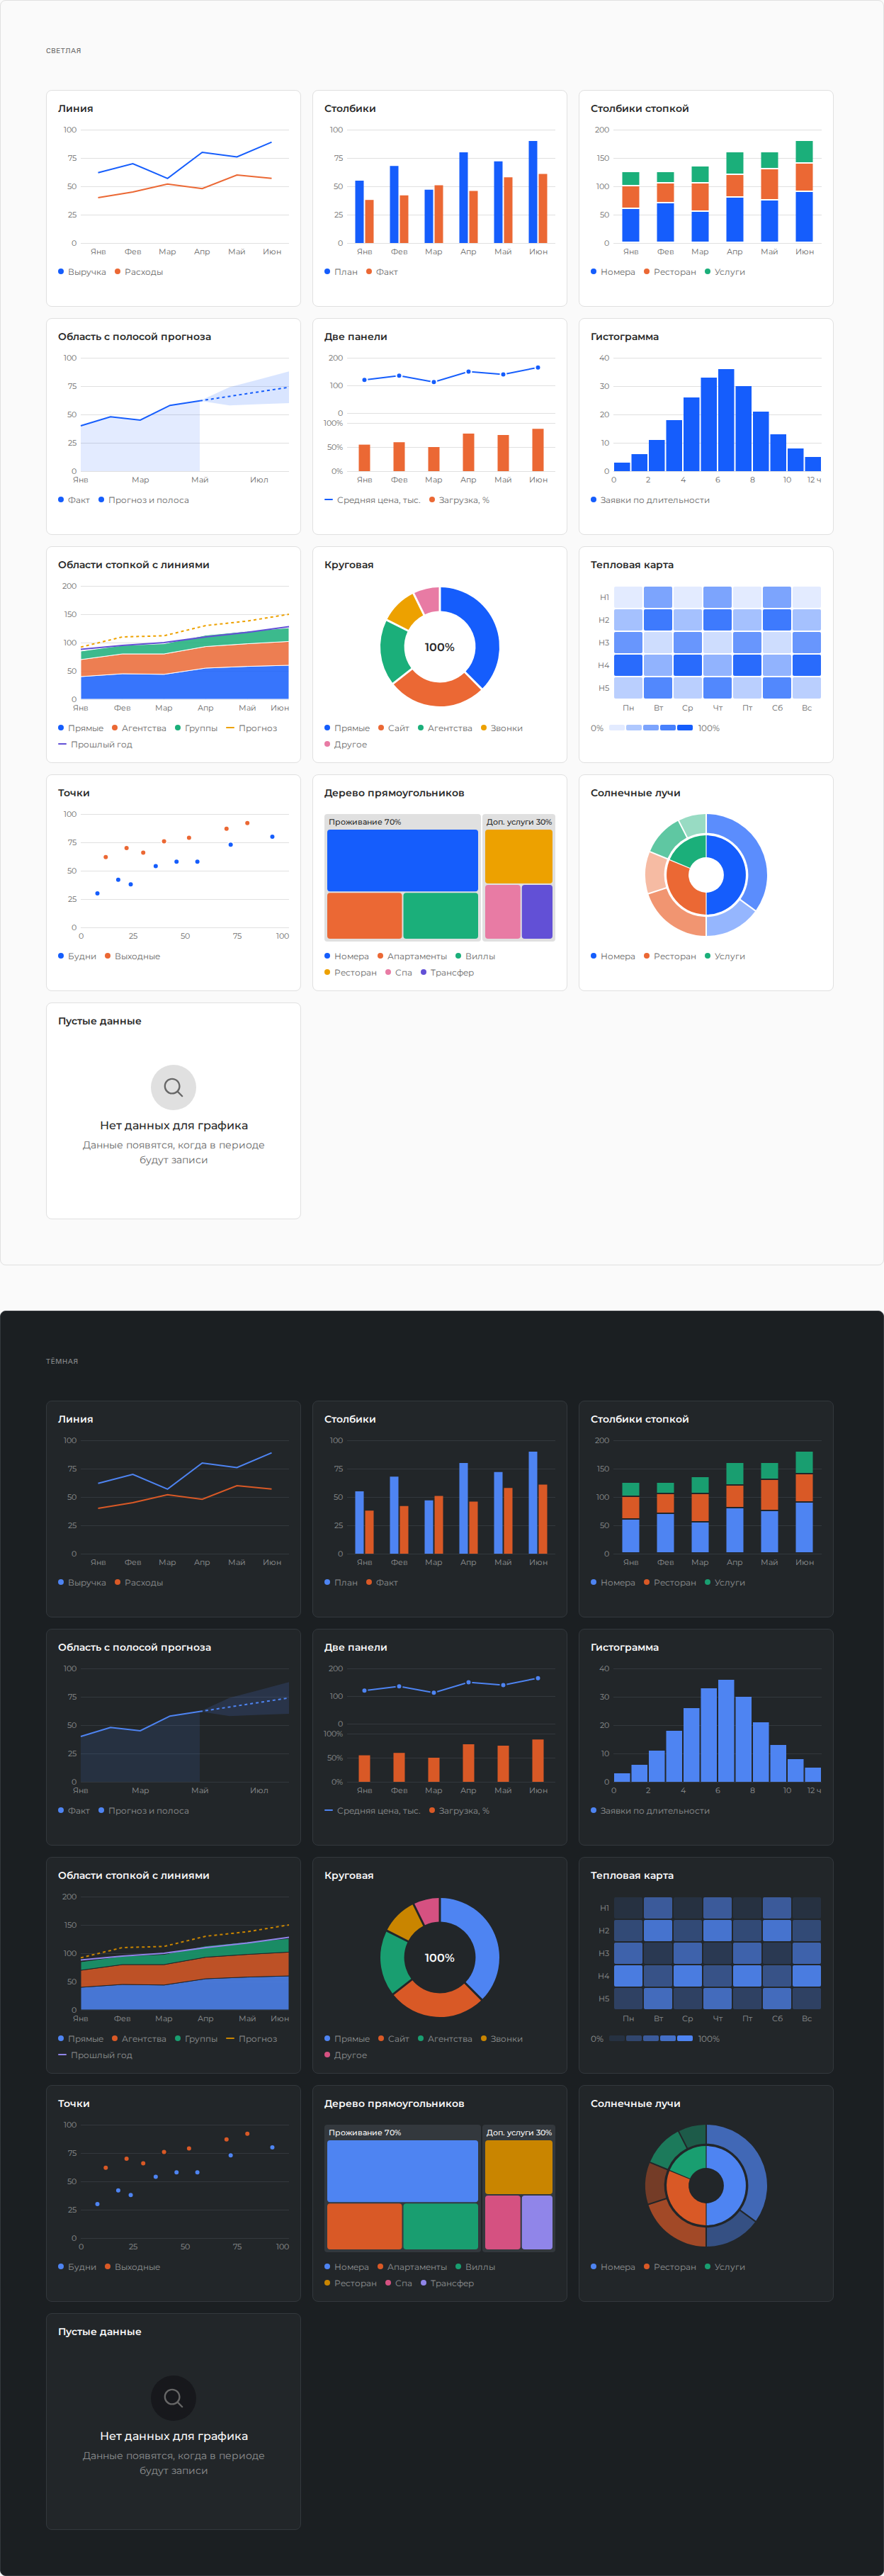 СВЕТЛАЯ
Линия
100
75
50
25
0
Янв Фев Мар Апр Май Июн
Выручка Расходы
Столбики
100
75
50
25
0
Янв Фев Мар Апр Май Июн
План Факт
Столбики стопкой
200
150
100
50
0
Янв Фев Мар Апр Май Июн
Номера Ресторан Услуги
Область с полосой прогноза
100
75
50
25
0
Янв Мар Май Июл
Факт Прогноз и полоса
Две панели
200
100
0
100%
50%
0%
Янв Фев Мар Апр Май Июн
Средняя цена, тыс. Загрузка, %
Гистограмма
40
30
20
10
0
0 2 4 6 8 10 12 ч
Заявки по длительности
Области стопкой с линиями
200
150
100
50
0
Янв Фев Мар Апр Май Июн
Прямые Агентства Группы Прогноз
Прошлый год
Круговая
100%
Прямые Сайт Агентства Звонки
Другое
Тепловая карта
Н1
Н2
Н3
Н4
Н5
Пн Вт Ср Чт Пт Сб Вс
0% 100%
Точки
100
75
50
25
0
0 25 50 75 100
Будни Выходные
Дерево прямоугольников
Проживание 70% Доп. услуги 30%
Номера Апартаменты Виллы
Ресторан Спа Трансфер
Солнечные лучи
Номера Ресторан Услуги
Пустые данные
Нет данных для графика
Данные появятся, когда в периоде
будут записи
ТЁМНАЯ
Линия
100
75
50
25
0
Янв Фев Мар Апр Май Июн
Выручка Расходы
Столбики
100
75
50
25
0
Янв Фев Мар Апр Май Июн
План Факт
Столбики стопкой
200
150
100
50
0
Янв Фев Мар Апр Май Июн
Номера Ресторан Услуги
Область с полосой прогноза
100
75
50
25
0
Янв Мар Май Июл
Факт Прогноз и полоса
Две панели
200
100
0
100%
50%
0%
Янв Фев Мар Апр Май Июн
Средняя цена, тыс. Загрузка, %
Гистограмма
40
30
20
10
0
0 2 4 6 8 10 12 ч
Заявки по длительности
Области стопкой с линиями
200
150
100
50
0
Янв Фев Мар Апр Май Июн
Прямые Агентства Группы Прогноз
Прошлый год
Круговая
100%
Прямые Сайт Агентства Звонки
Другое
Тепловая карта
Н1
Н2
Н3
Н4
Н5
Пн Вт Ср Чт Пт Сб Вс
0% 100%
Точки
100
75
50
25
0
0 25 50 75 100
Будни Выходные
Дерево прямоугольников
Проживание 70% Доп. услуги 30%
Номера Апартаменты Виллы
Ресторан Спа Трансфер
Солнечные лучи
Номера Ресторан Услуги
Пустые данные
Нет данных для графика
Данные появятся, когда в периоде
будут записи